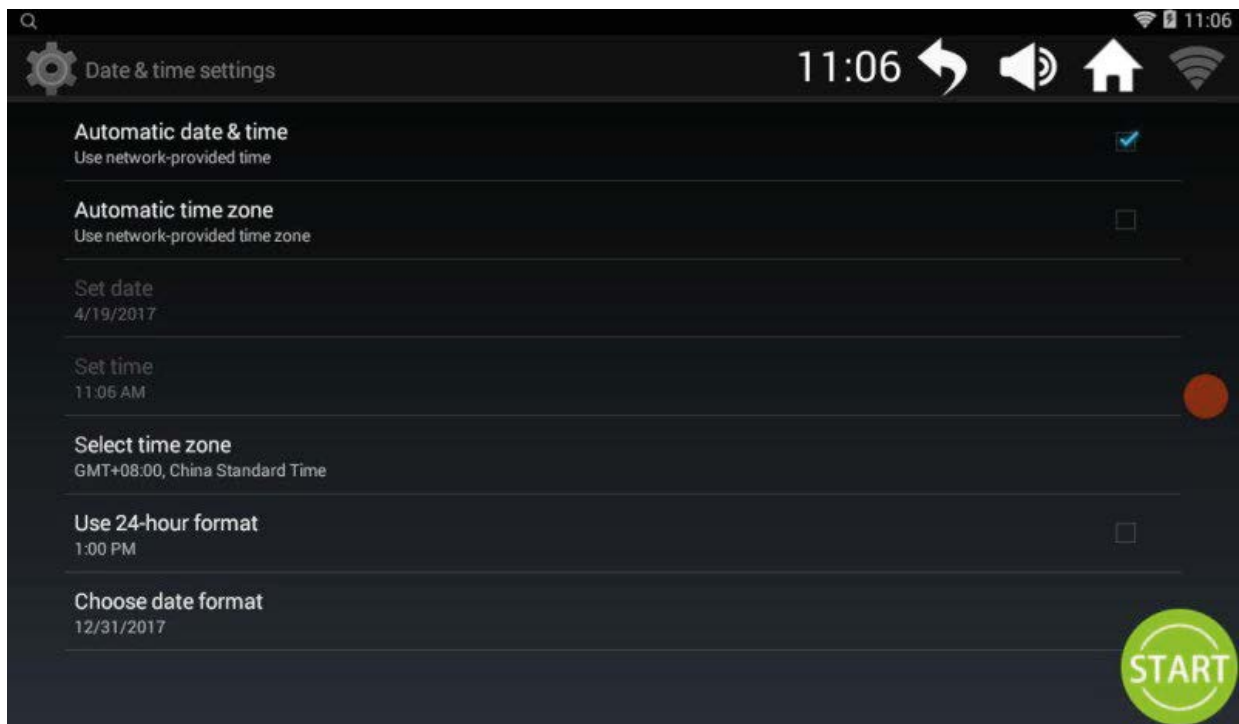 11:06
Date & time settings
11:06
Automatic date & time
Use network-provided time
Automatic time zone
Use network-provided time zone
Set date
4/19/2017
Set time
11:06 AM
Select time zone
GMT+08:00, China Standard Time
Use 24-hour format
1:00 PM
Choose date format
12/31/2017
START